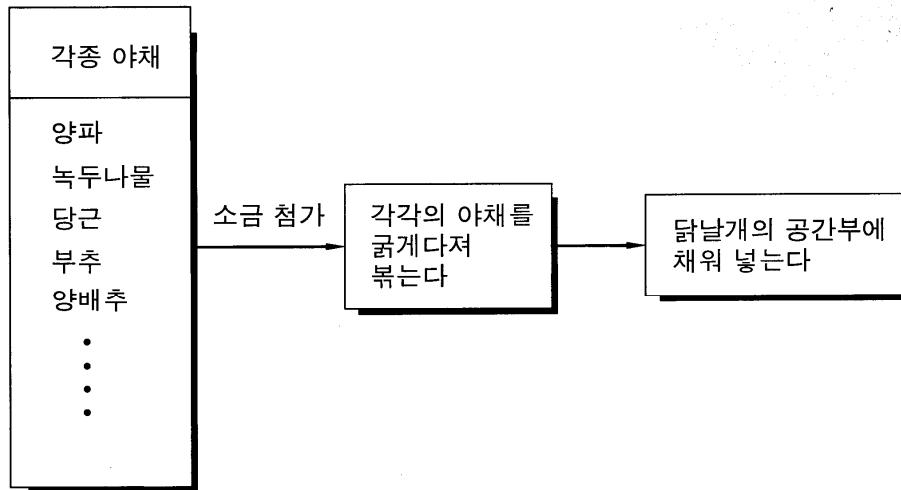 각종 야채
양파
녹두나물
당근
부추
양배추
소금 첨가
각각의 야채를
굵게다져
볶는다
닭날개의 공간부에
채워 넣는다